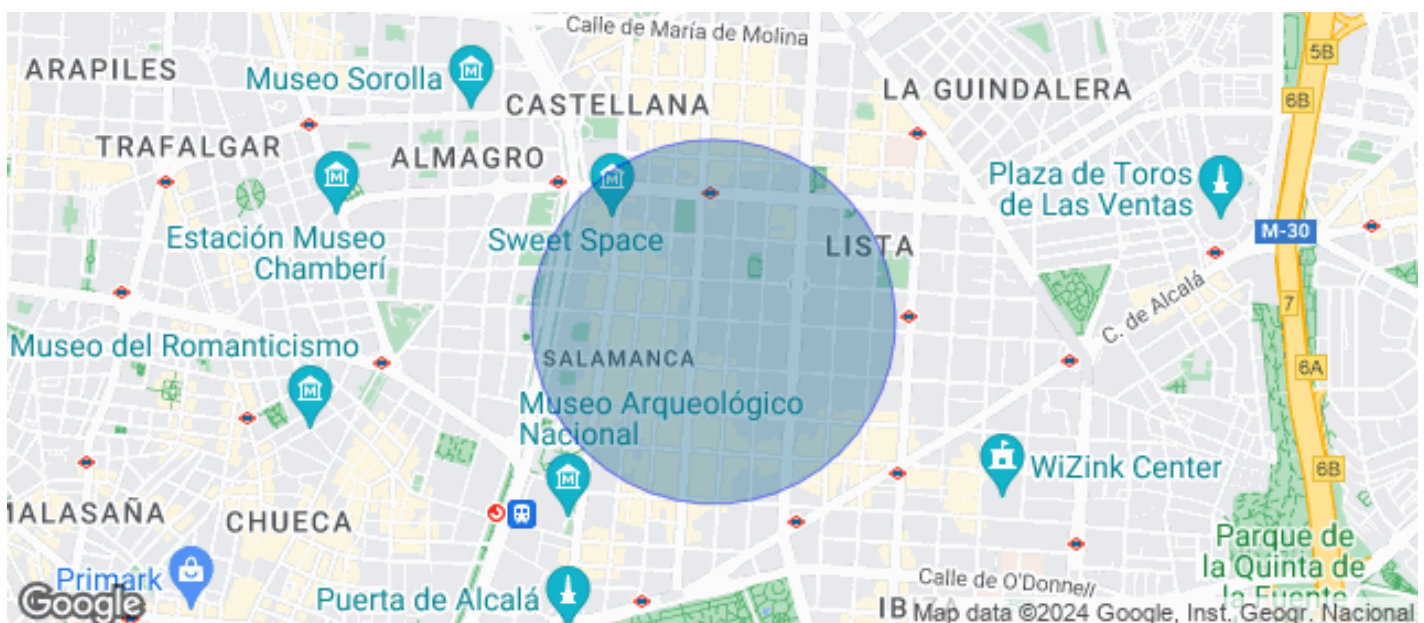 Calle de María de Molina
ARAPILES
Museo Sorolla
CASTELLANA
LA GUINDALERA
5B
6B
TRAFALGAR
ALMAGRO
Plaza de Toros
de Las Ventas
M-30
Estación Museo
Chamberí
Sweet Space
LISTA
7
C. de Alcalá
Museo del Romanticismo
SALAMANCA
6A
Museo Arqueológico
Nacional
WiZink Center
6B
MALASAÑA
CHUECA
Primark
Puerta de Alcalá
Parque de
la Quinta de
la Fuente
Calle de O'Donnell
Google
Map data ©2024 Google, Inst. Geogr. Nacional